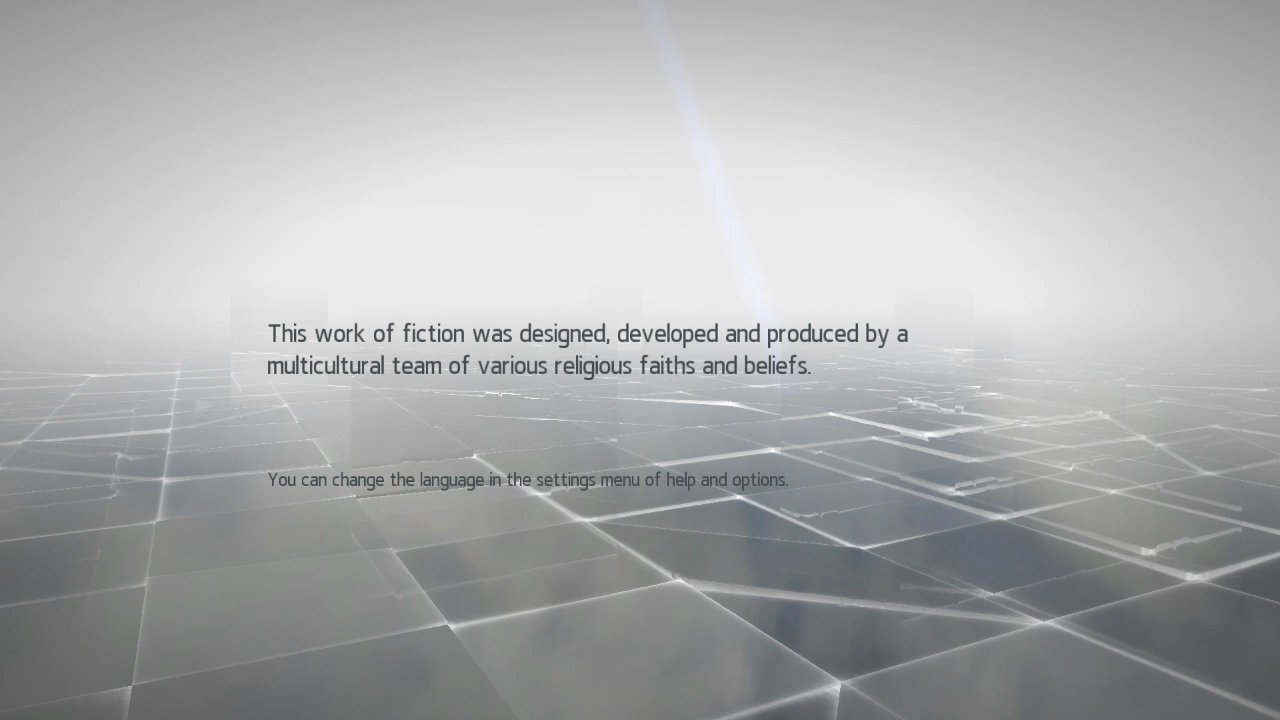 This work of fiction was designed, developed and produced by a
multicultural team of various religious faiths and beliefs.
You can change the language in the settings menu of help and options.